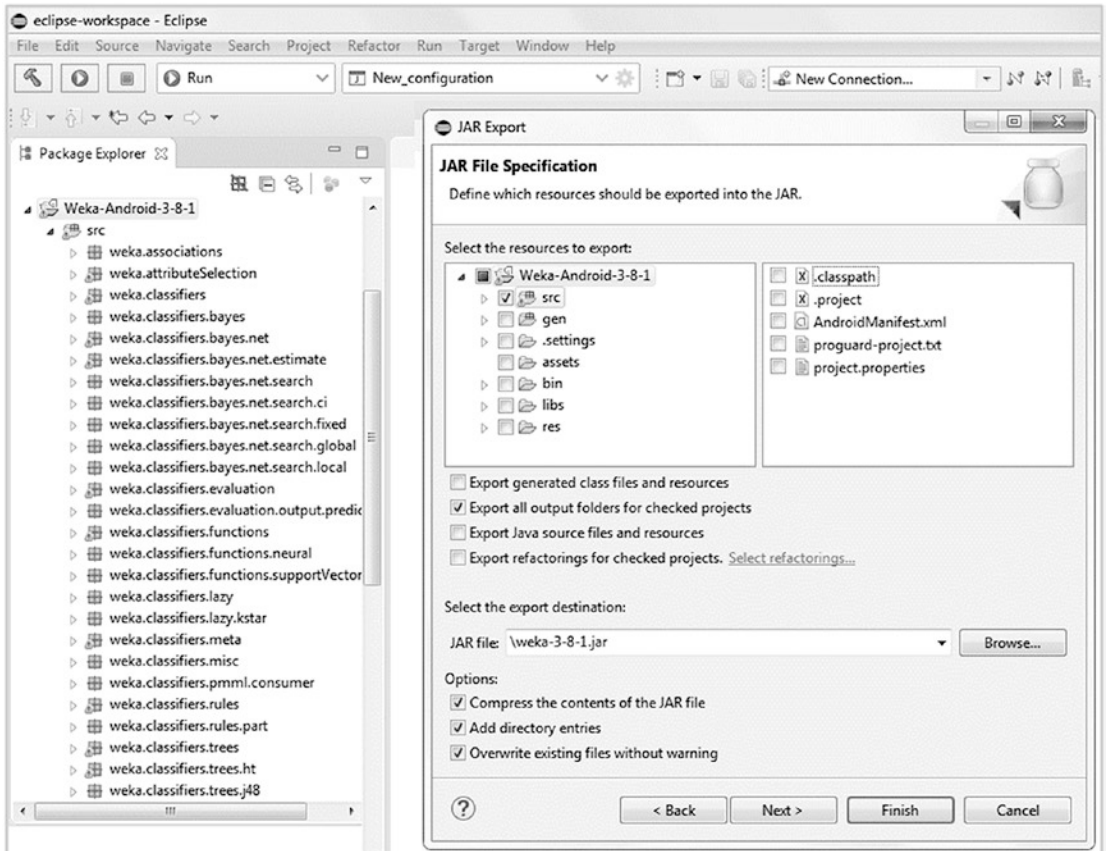 eclipse-workspace - Eclipse
File Edit Source Navigate Search Project Refactor Run Target Window Help
Run
New_configuration
New Connection...
Package Explorer
Weka-Android-3-8-1
src
weka.associations
weka.attributeSelection
weka.classifiers
weka.classifiers.bayes
weka.classifiers.bayes.net
weka.classifiers.bayes.net.estimate
weka.classifiers.bayes.net.search
weka.classifiers.bayes.net.search.ci
weka.classifiers.bayes.net.search.fixed
weka.classifiers.bayes.net.search.global
weka.classifiers.bayes.net.search.local
weka.classifiers.evaluation
weka.classifiers.evaluation.output.predic
weka.classifiers.functions
weka.classifiers.functions.neural
weka.classifiers.functions.supportVector
weka.classifiers.lazy
weka.classifiers.lazy.kstar
weka.classifiers.meta
weka.classifiers.misc
weka.classifiers.pmml.consumer
weka.classifiers.rules
weka.classifiers.rules.part
weka.classifiers.trees
weka.classifiers.trees.ht
weka.classifiers.trees.j48
JAR Export
JAR File Specification
Define which resources should be exported into the JAR.
Select the resources to export:
Weka-Android-3-8-1
src
gen
.settings
assets
bin
libs
res
.classpath
.project
AndroidManifest.xml
proguard-project.txt
project.properties
Export generated class files and resources
Export all output folders for checked projects
Export Java source files and resources
Export refactorings for checked projects. Select refactorings...
Select the export destination:
JAR file: \weka-3-8-1.jar
Browse...
Options:
Compress the contents of the JAR file
Add directory entries
Overwrite existing files without warning
?
< Back
Next >
Finish
Cancel